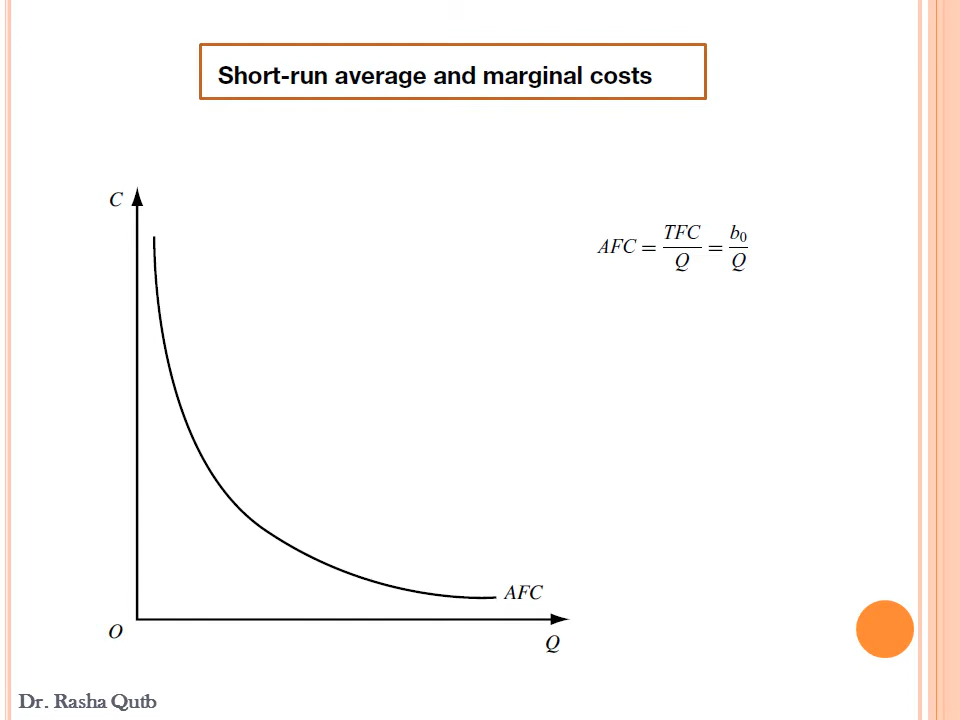 Short-run average and marginal costs
C
AFC = TFC/Q = b₀/Q
AFC
O
Q
Dr. Rasha Qutb